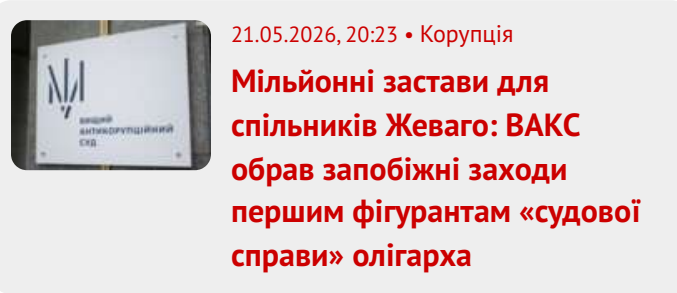 21.05.2026, 20:23 • Корупція
Мільйонні застави для
спільників Жеваго: ВАКС
обрав запобіжні заходи
першим фігурантам «судової
справи» олігарха
ВИЩИЙ
АНТИКОРУПЦІЙНИЙ
СУД